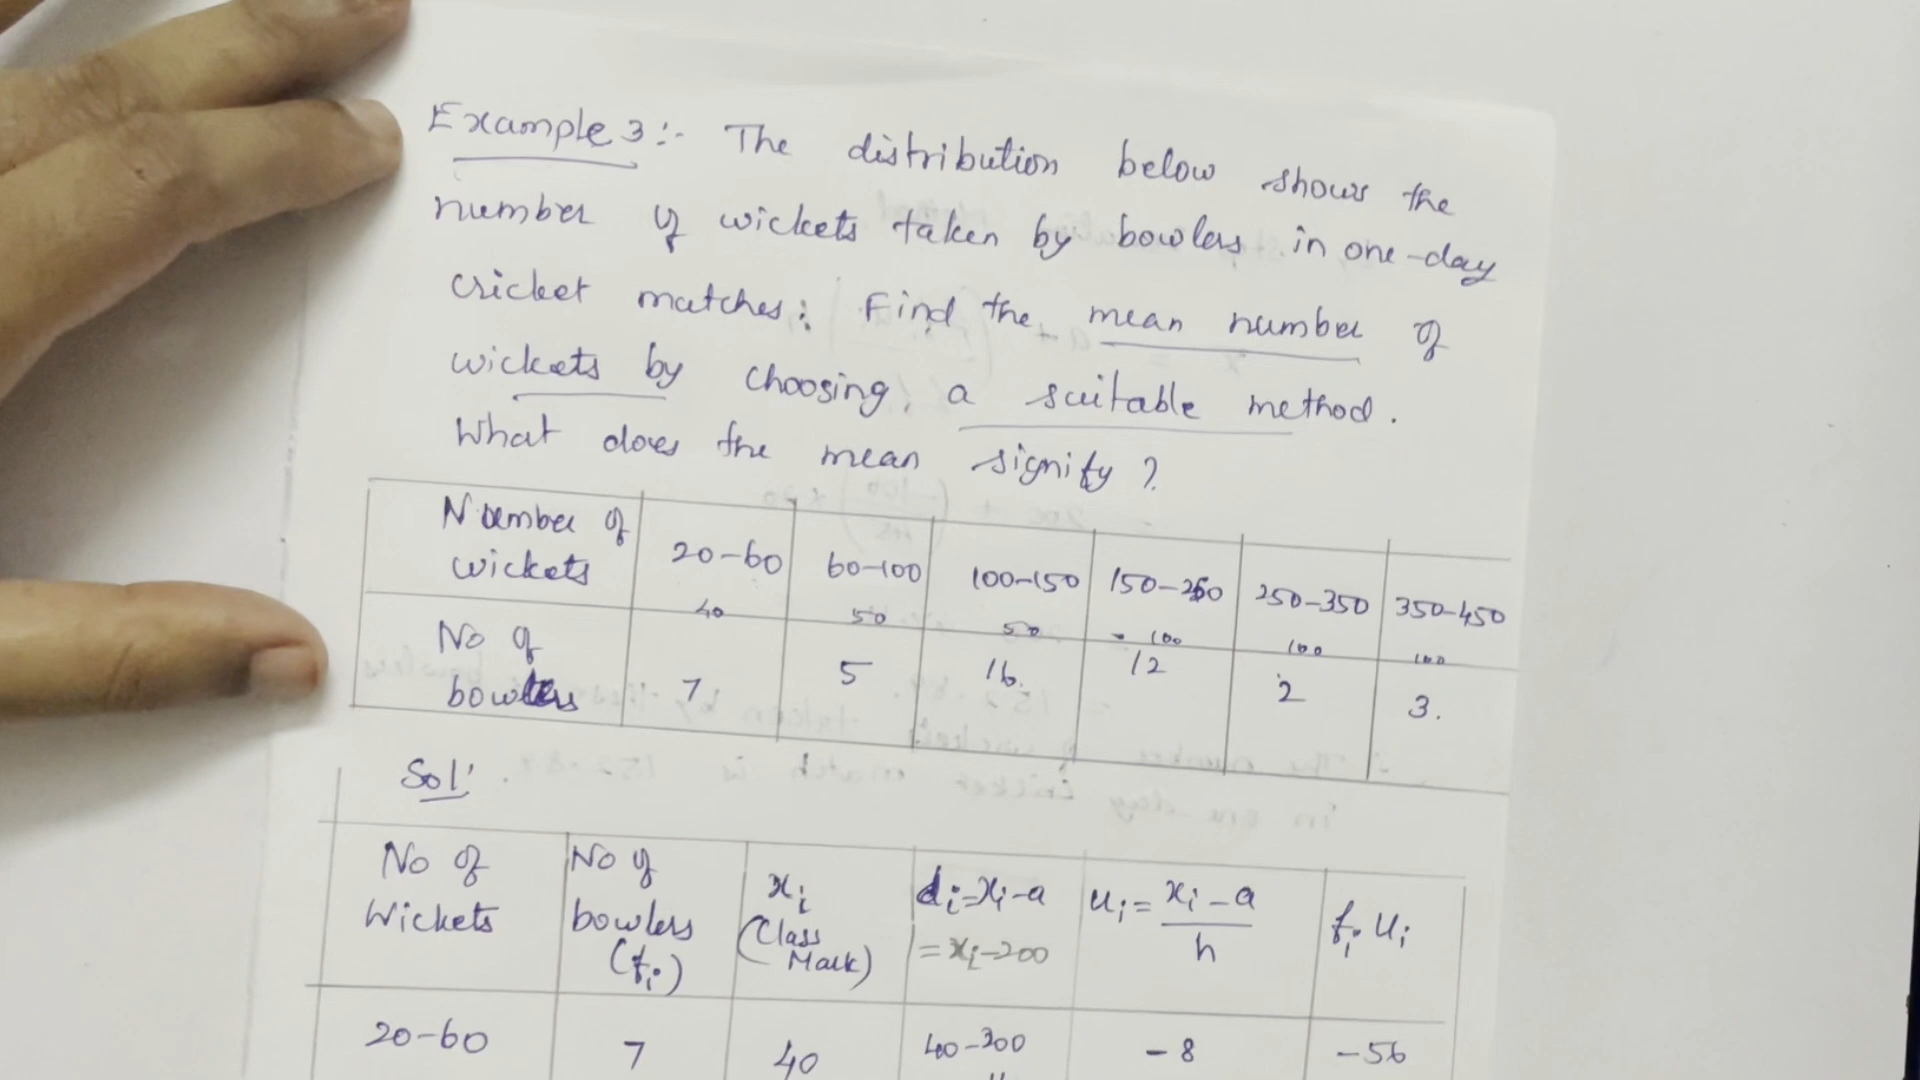 Example 3:- The distribution below shows the
number of wickets taken by bowlers in one-day
cricket matches: Find the mean number of
wickets by choosing a suitable method.
What does the mean signify?
Number of wickets 20-60 60-100 100-150 150-250 250-350 350-450
40 50 50 - 100 100 100
No of bowlers 7 5 16. 12 2 3.
Sol:
No of Wickets No of bowlers (fi) xi (Class Mark) di=xi-a =xi-200 ui = xi-a / h fi ui
20-60 7 40 40-200 -8 -56